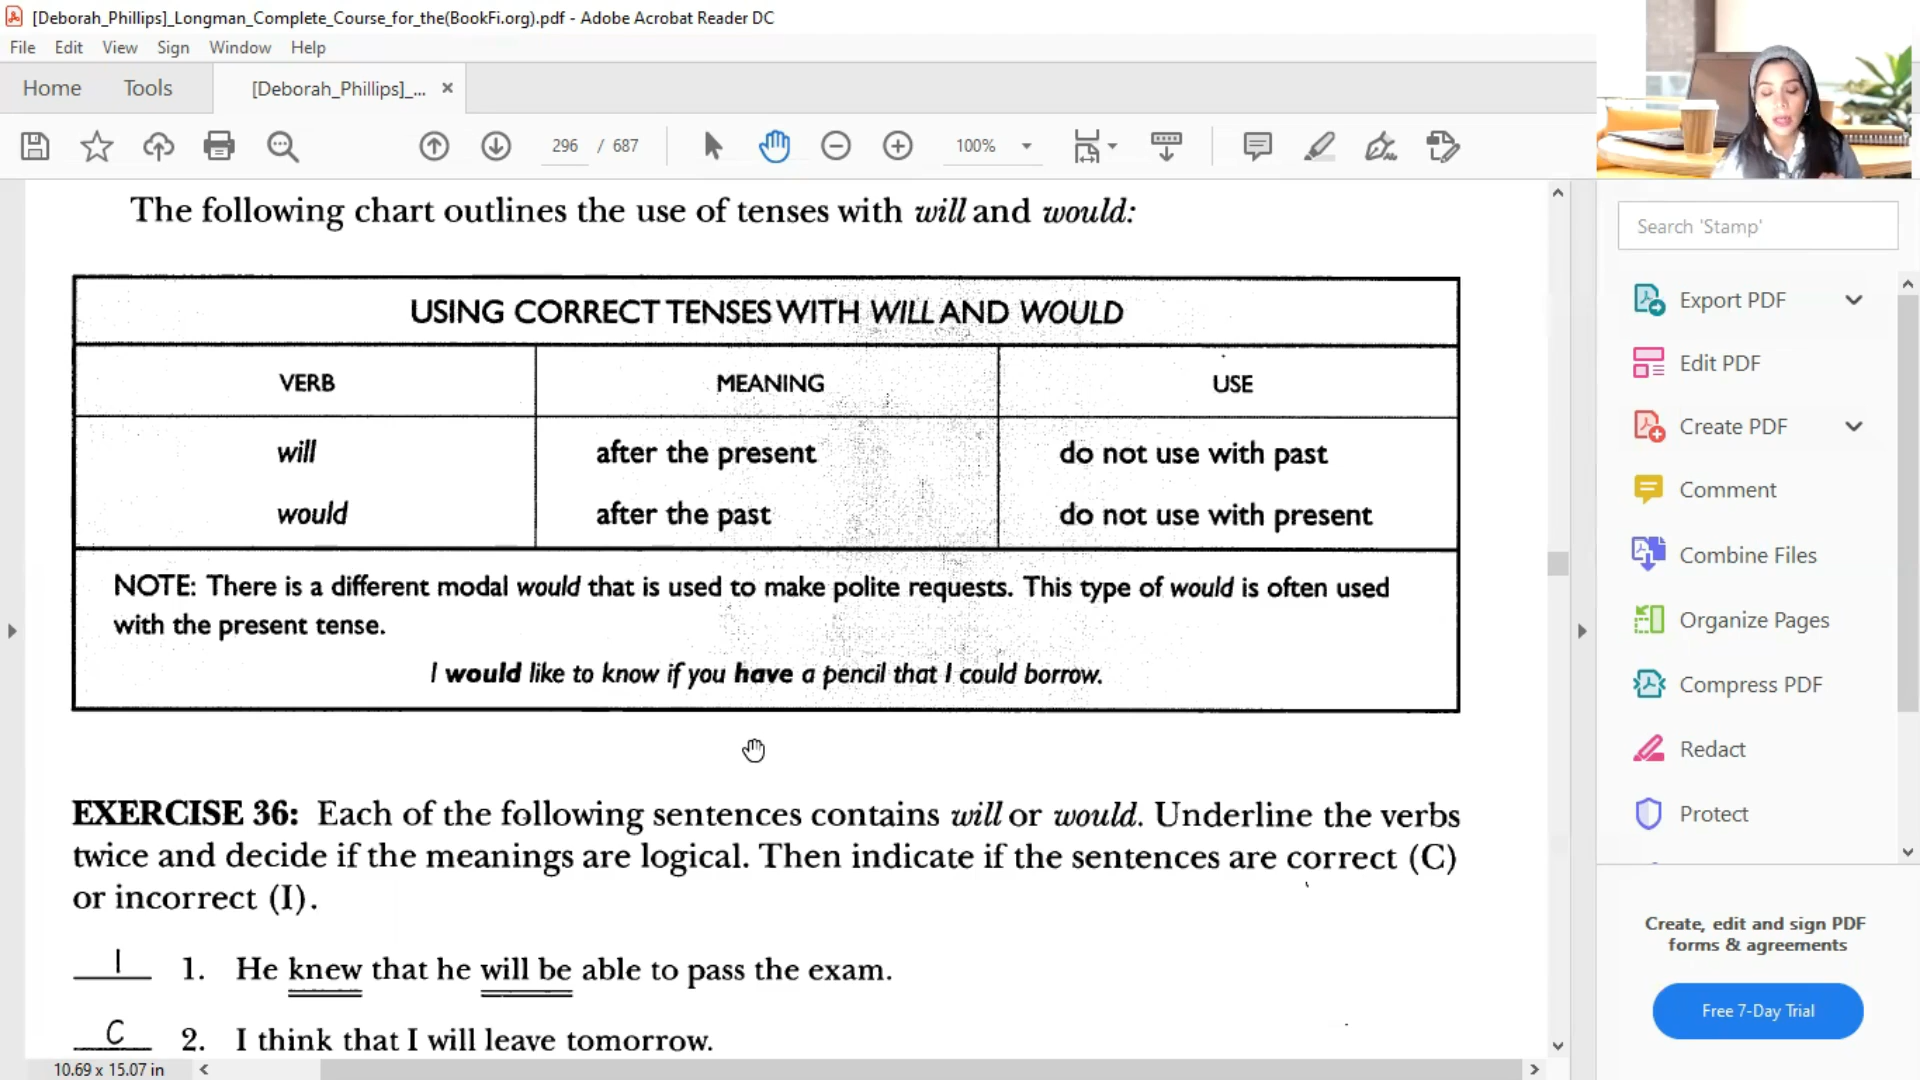 [Deborah_Phillips]_Longman_Complete_Course_for_the(BookFi.org).pdf - Adobe Acrobat Reader DC
File Edit View Sign Window Help
Home Tools [Deborah_Phillips]_... ×
296 / 687 100%
The following chart outlines the use of tenses with will and would:
USING CORRECT TENSES WITH WILL AND WOULD
VERB MEANING USE
will after the present do not use with past
would after the past do not use with present
NOTE: There is a different modal would that is used to make polite requests. This type of would is often used
with the present tense.
I would like to know if you have a pencil that I could borrow.
EXERCISE 36: Each of the following sentences contains will or would. Underline the verbs
twice and decide if the meanings are logical. Then indicate if the sentences are correct (C)
or incorrect (I).
I 1. He knew that he will be able to pass the exam.
C 2. I think that I will leave tomorrow.
10.69 x 15.07 in
Search 'Stamp'
Export PDF
Edit PDF
Create PDF
Comment
Combine Files
Organize Pages
Compress PDF
Redact
Protect
Create, edit and sign PDF
forms & agreements
Free 7-Day Trial